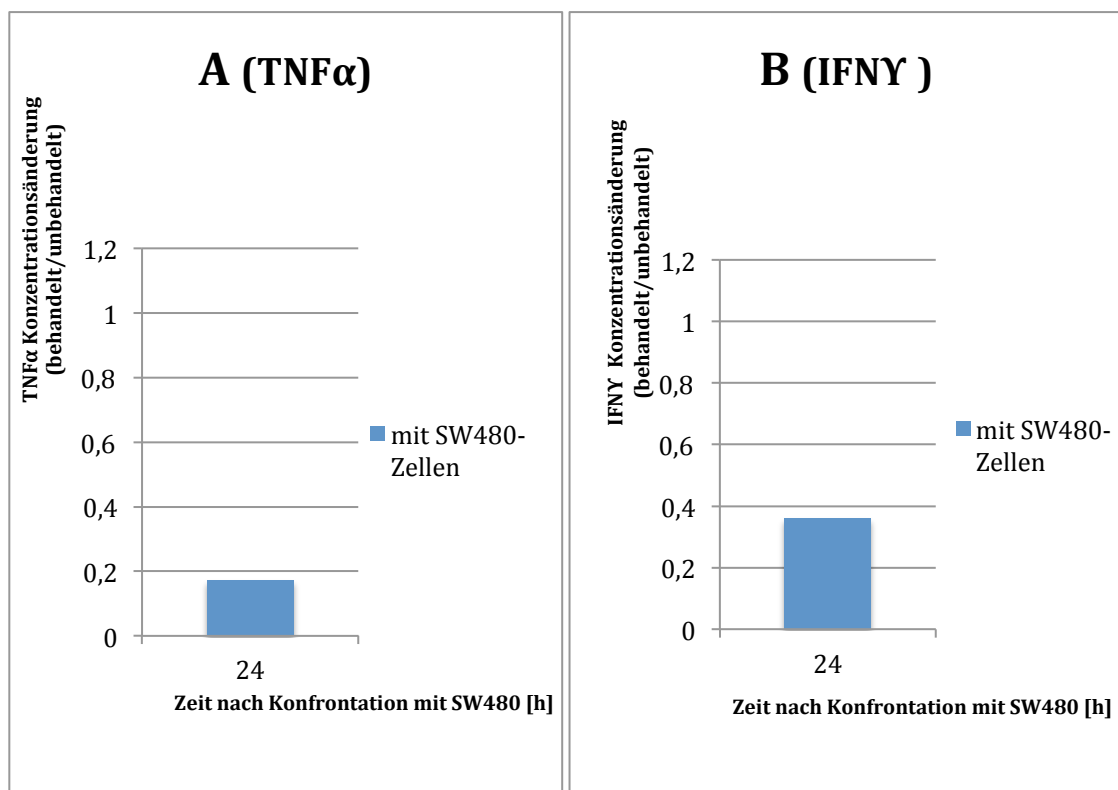 A (TNFα)
TNFα Konzentrationsänderung
(behandelt/unbehandelt)
1,2
1
0,8
0,6
0,4
0,2
0
24
Zeit nach Konfrontation mit SW480 [h]
mit SW480-
Zellen
B (IFNϒ )
IFNϒ Konzentrationsänderung
(behandelt/unbehandelt)
1,2
1
0,8
0,6
0,4
0,2
0
24
Zeit nach Konfrontation mit SW480 [h]
mit SW480-
Zellen